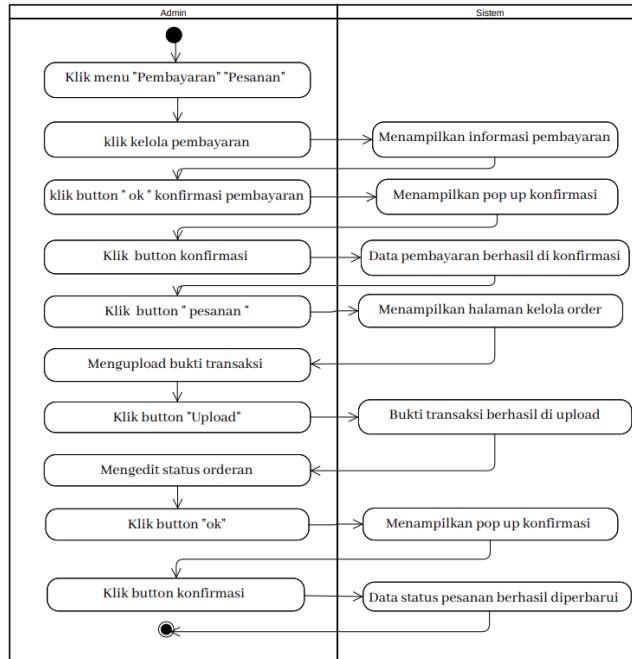 Admin
Sistem
Klik menu "Pembayaran" "Pesanan"
klik kelola pembayaran
Menampilkan informasi pembayaran
klik button " ok " konfirmasi pembayaran
Menampilkan pop up konfirmasi
Klik button konfirmasi
Data pembayaran berhasil di konfirmasi
Klik button " pesanan "
Menampilkan halaman kelola order
Mengupload bukti transaksi
Klik button "Upload"
Bukti transaksi berhasil di upload
Mengedit status orderan
Klik button "ok"
Menampilkan pop up konfirmasi
Klik button konfirmasi
Data status pesanan berhasil diperbarui